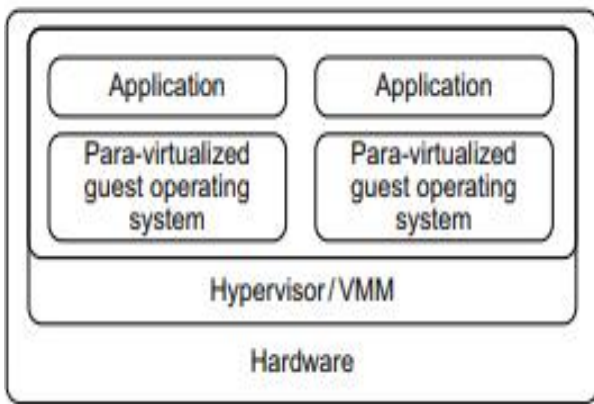 Application
Application
Para-virtualized
guest operating
system
Para-virtualized
guest operating
system
Hypervisor/VMM
Hardware